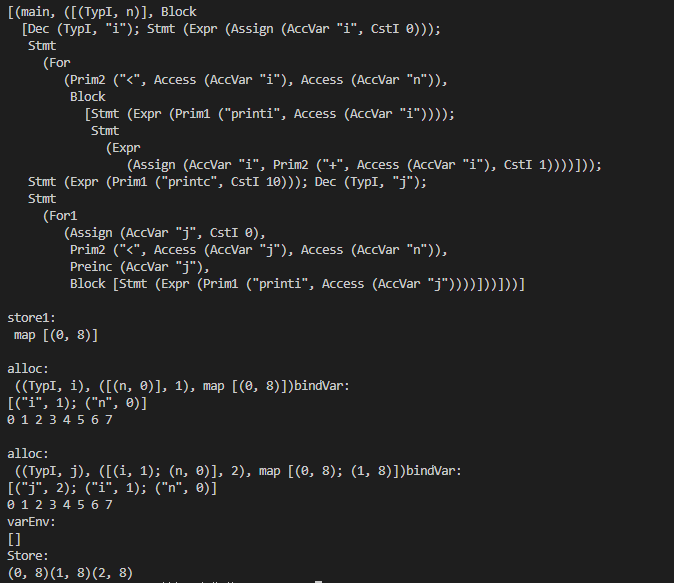 [(main, ([(TypI, n)], Block
[Dec (TypI, "i"); Stmt (Expr (Assign (AccVar "i", CstI 0)));
Stmt
(For
(Prim2 ("<", Access (AccVar "i"), Access (AccVar "n")),
Block
[Stmt (Expr (Prim1 ("printi", Access (AccVar "i"))));
Stmt
(Expr
(Assign (AccVar "i", Prim2 ("+", Access (AccVar "i"), CstI 1))))]));
Stmt (Expr (Prim1 ("printc", CstI 10))); Dec (TypI, "j");
Stmt
(For1
(Assign (AccVar "j", CstI 0),
Prim2 ("<", Access (AccVar "j"), Access (AccVar "n")),
Preinc (AccVar "j"),
Block [Stmt (Expr (Prim1 ("printi", Access (AccVar "j"))))]))]))]
store1:
map [(0, 8)]
alloc:
((TypI, i), ([(n, 0)], 1), map [(0, 8)])bindVar:
[("i", 1); ("n", 0)]
0 1 2 3 4 5 6 7
alloc:
((TypI, j), ([(i, 1); (n, 0)], 2), map [(0, 8); (1, 8)])bindVar:
[("j", 2); ("i", 1); ("n", 0)]
0 1 2 3 4 5 6 7
varEnv:
[]
Store:
(0, 8)(1, 8)(2, 8)